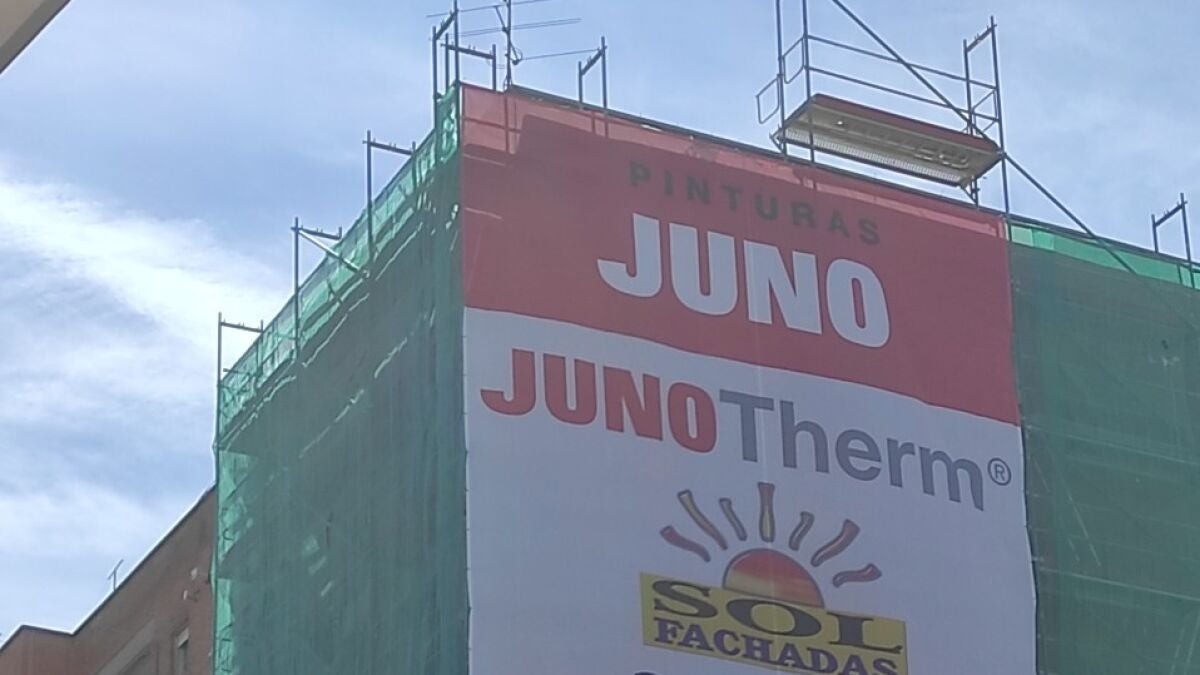 PINTURAS
JUNO
JUNOTherm®
SOL
FACHADAS